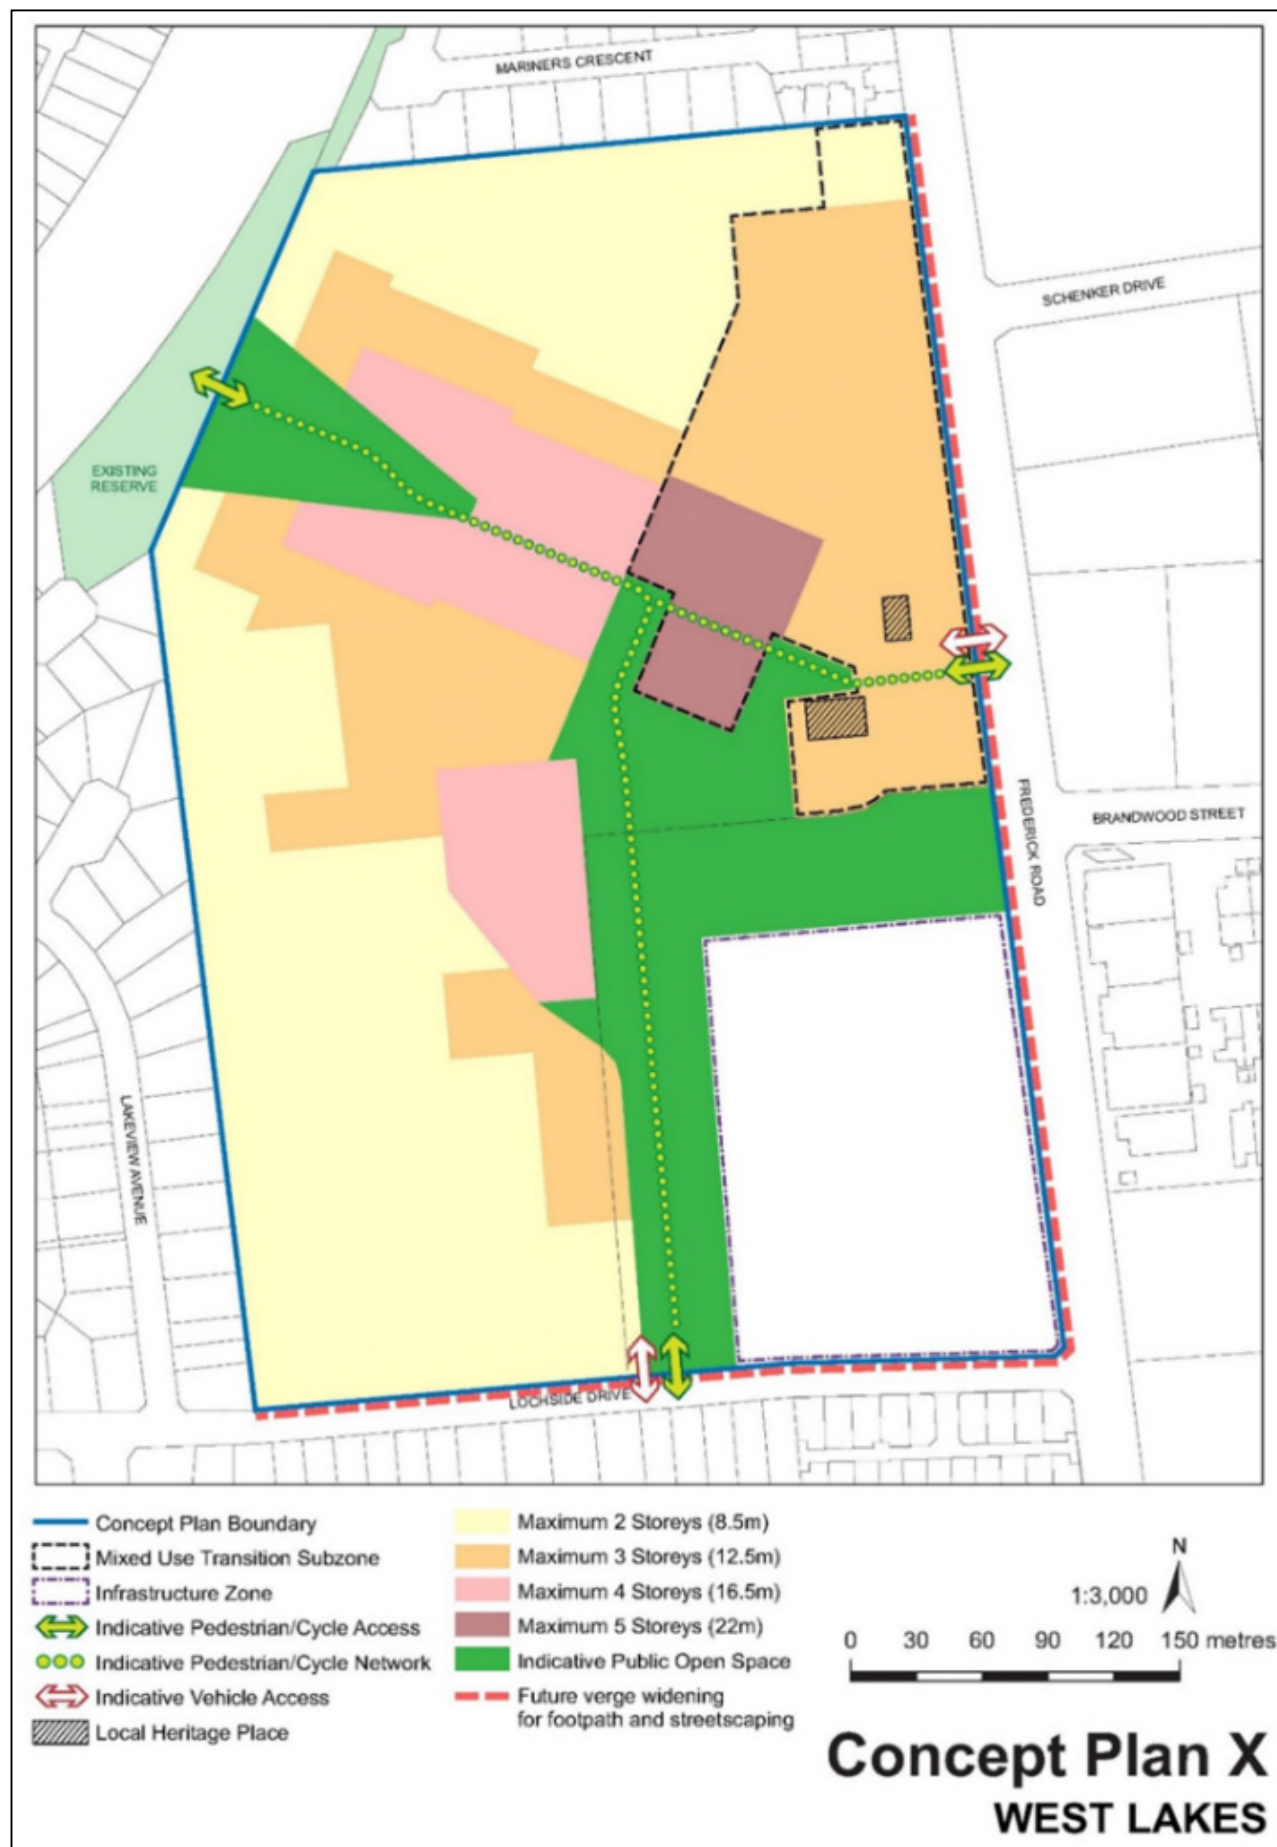 MARINERS CRESCENT
SCHENKER DRIVE
EXISTING
RESERVE
FREDERICK ROAD
BRANDWOOD STREET
LAKEVIEW AVENUE
LOCHSIDE DRIVE
Concept Plan Boundary
Mixed Use Transition Subzone
Infrastructure Zone
Indicative Pedestrian/Cycle Access
Indicative Pedestrian/Cycle Network
Indicative Vehicle Access
Local Heritage Place
Maximum 2 Storeys (8.5m)
Maximum 3 Storeys (12.5m)
Maximum 4 Storeys (16.5m)
Maximum 5 Storeys (22m)
Indicative Public Open Space
Future verge widening
for footpath and streetscaping
N
1:3,000
0 30 60 90 120 150 metres
Concept Plan X
WEST LAKES